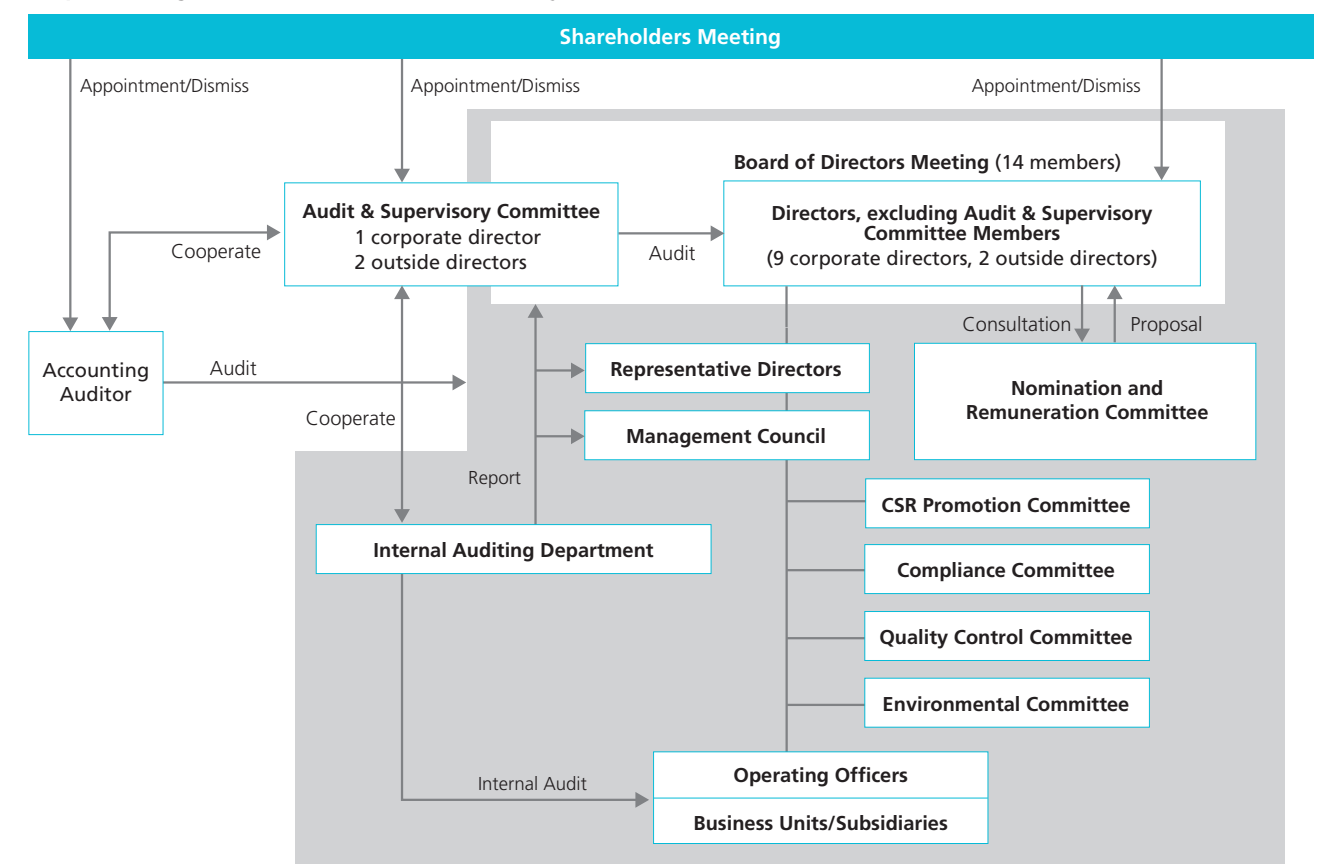 Shareholders Meeting
Appointment/Dismiss
Appointment/Dismiss
Appointment/Dismiss
Board of Directors Meeting (14 members)
Audit & Supervisory Committee
1 corporate director
2 outside directors
Directors, excluding Audit & Supervisory
Committee Members
(9 corporate directors, 2 outside directors)
Cooperate
Audit
Consultation
Proposal
Accounting
Auditor
Audit
Representative Directors
Nomination and
Remuneration Committee
Cooperate
Management Council
Report
CSR Promotion Committee
Internal Auditing Department
Compliance Committee
Quality Control Committee
Environmental Committee
Internal Audit
Operating Officers
Business Units/Subsidiaries